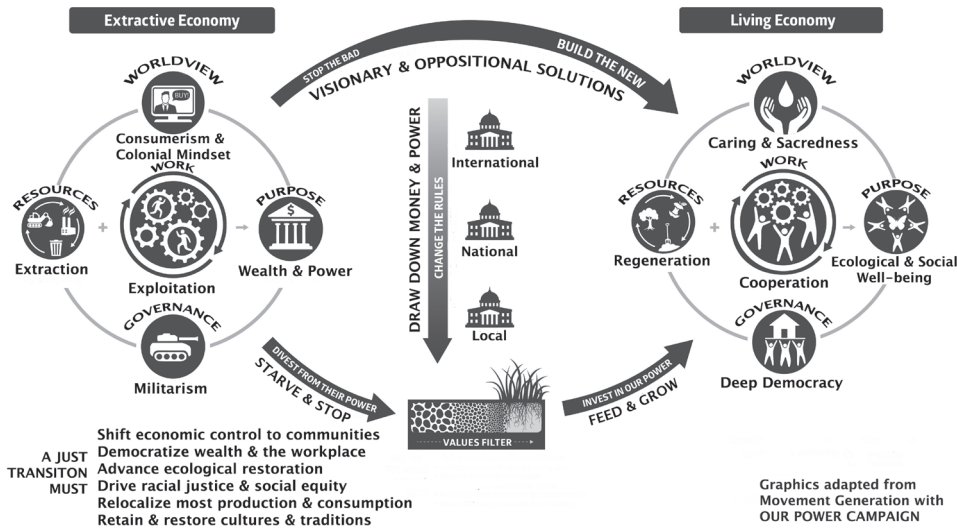 Extractive Economy
Living Economy
STOP THE BAD
BUILD THE NEW
VISIONARY & OPPOSITIONAL SOLUTIONS
WORLDVIEW
BUY!
Consumerism &
Colonial Mindset
RESOURCES
Extraction
+
WORK
Exploitation
PURPOSE
$
Wealth & Power
GOVERNANCE
Militarism
DRAW DOWN MONEY & POWER
CHANGE THE RULES
International
National
Local
WORLDVIEW
Caring & Sacredness
RESOURCES
Regeneration
+
WORK
Cooperation
PURPOSE
Ecological & Social
Well-being
GOVERNANCE
Deep Democracy
DIVEST FROM THEIR POWER
STARVE & STOP
VALUES FILTER
INVEST IN OUR POWER
FEED & GROW
A JUST
TRANSITON
MUST
Shift economic control to communities
Democratize wealth & the workplace
Advance ecological restoration
Drive racial justice & social equity
Relocalize most production & consumption
Retain & restore cultures & traditions
Graphics adapted from
Movement Generation with
OUR POWER CAMPAIGN